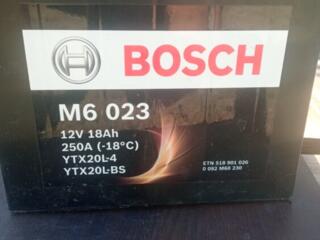 BOSCH
M6 023
12V 18Ah
250A (-18°C)
YTX20L-4
YTX20L-BS
ETN 518 901 026
0 092 M60 230